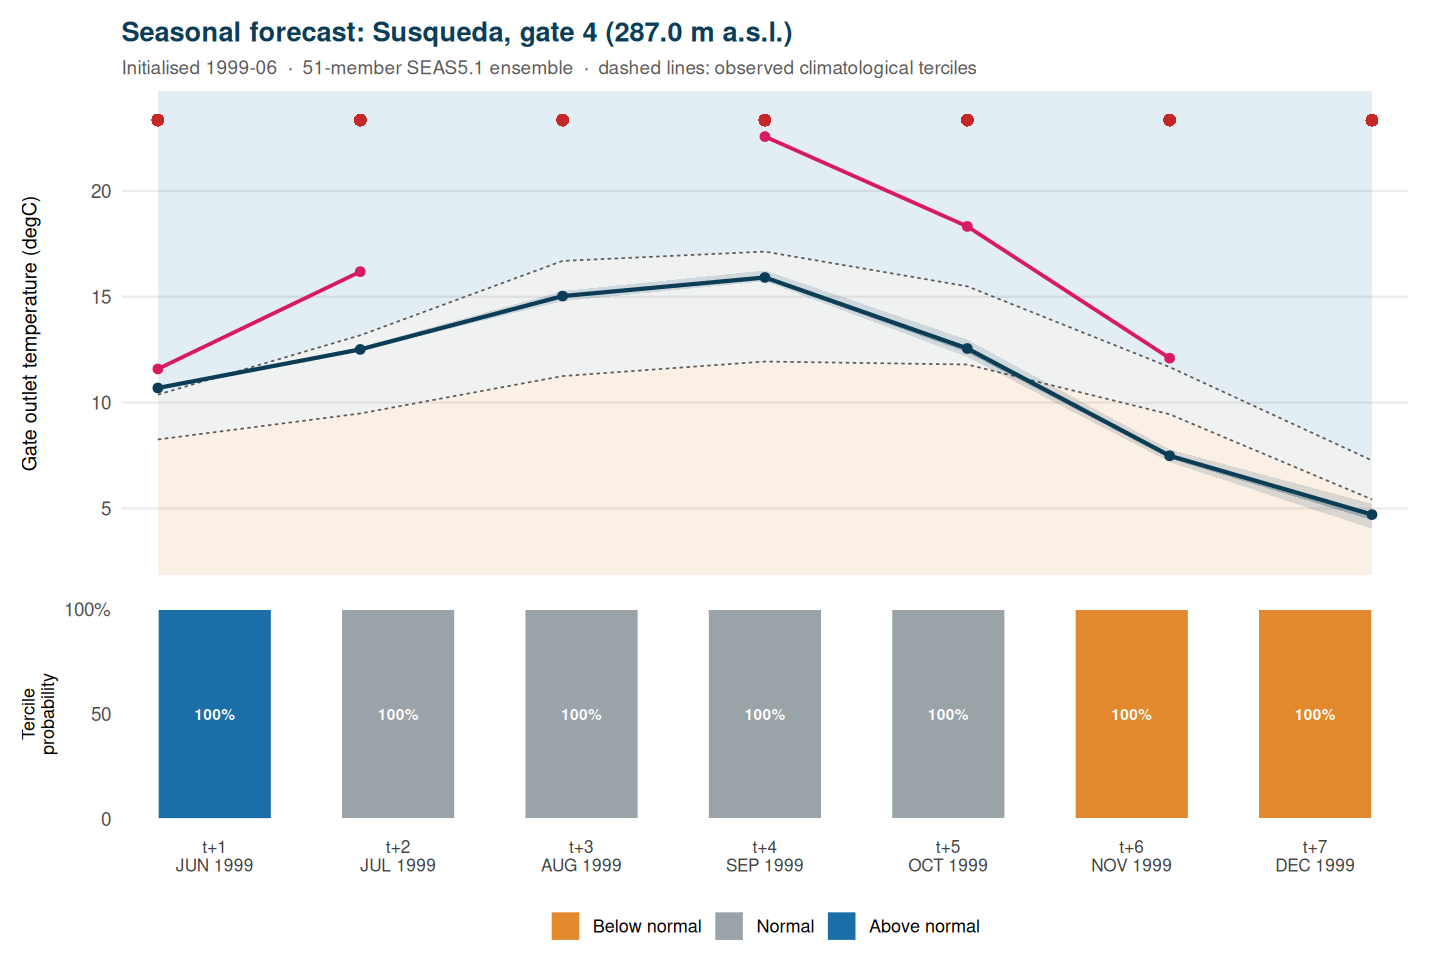 Seasonal forecast: Susqueda, gate 4 (287.0 m a.s.l.)
Initialised 1999-06 · 51-member SEAS5.1 ensemble · dashed lines: observed climatological terciles
Gate outlet temperature (degC)
20
15
10
5
Tercile
probability
100%
50
0
100%
100%
100%
100%
100%
100%
100%
t+1
JUN 1999
t+2
JUL 1999
t+3
AUG 1999
t+4
SEP 1999
t+5
OCT 1999
t+6
NOV 1999
t+7
DEC 1999
Below normal
Normal
Above normal